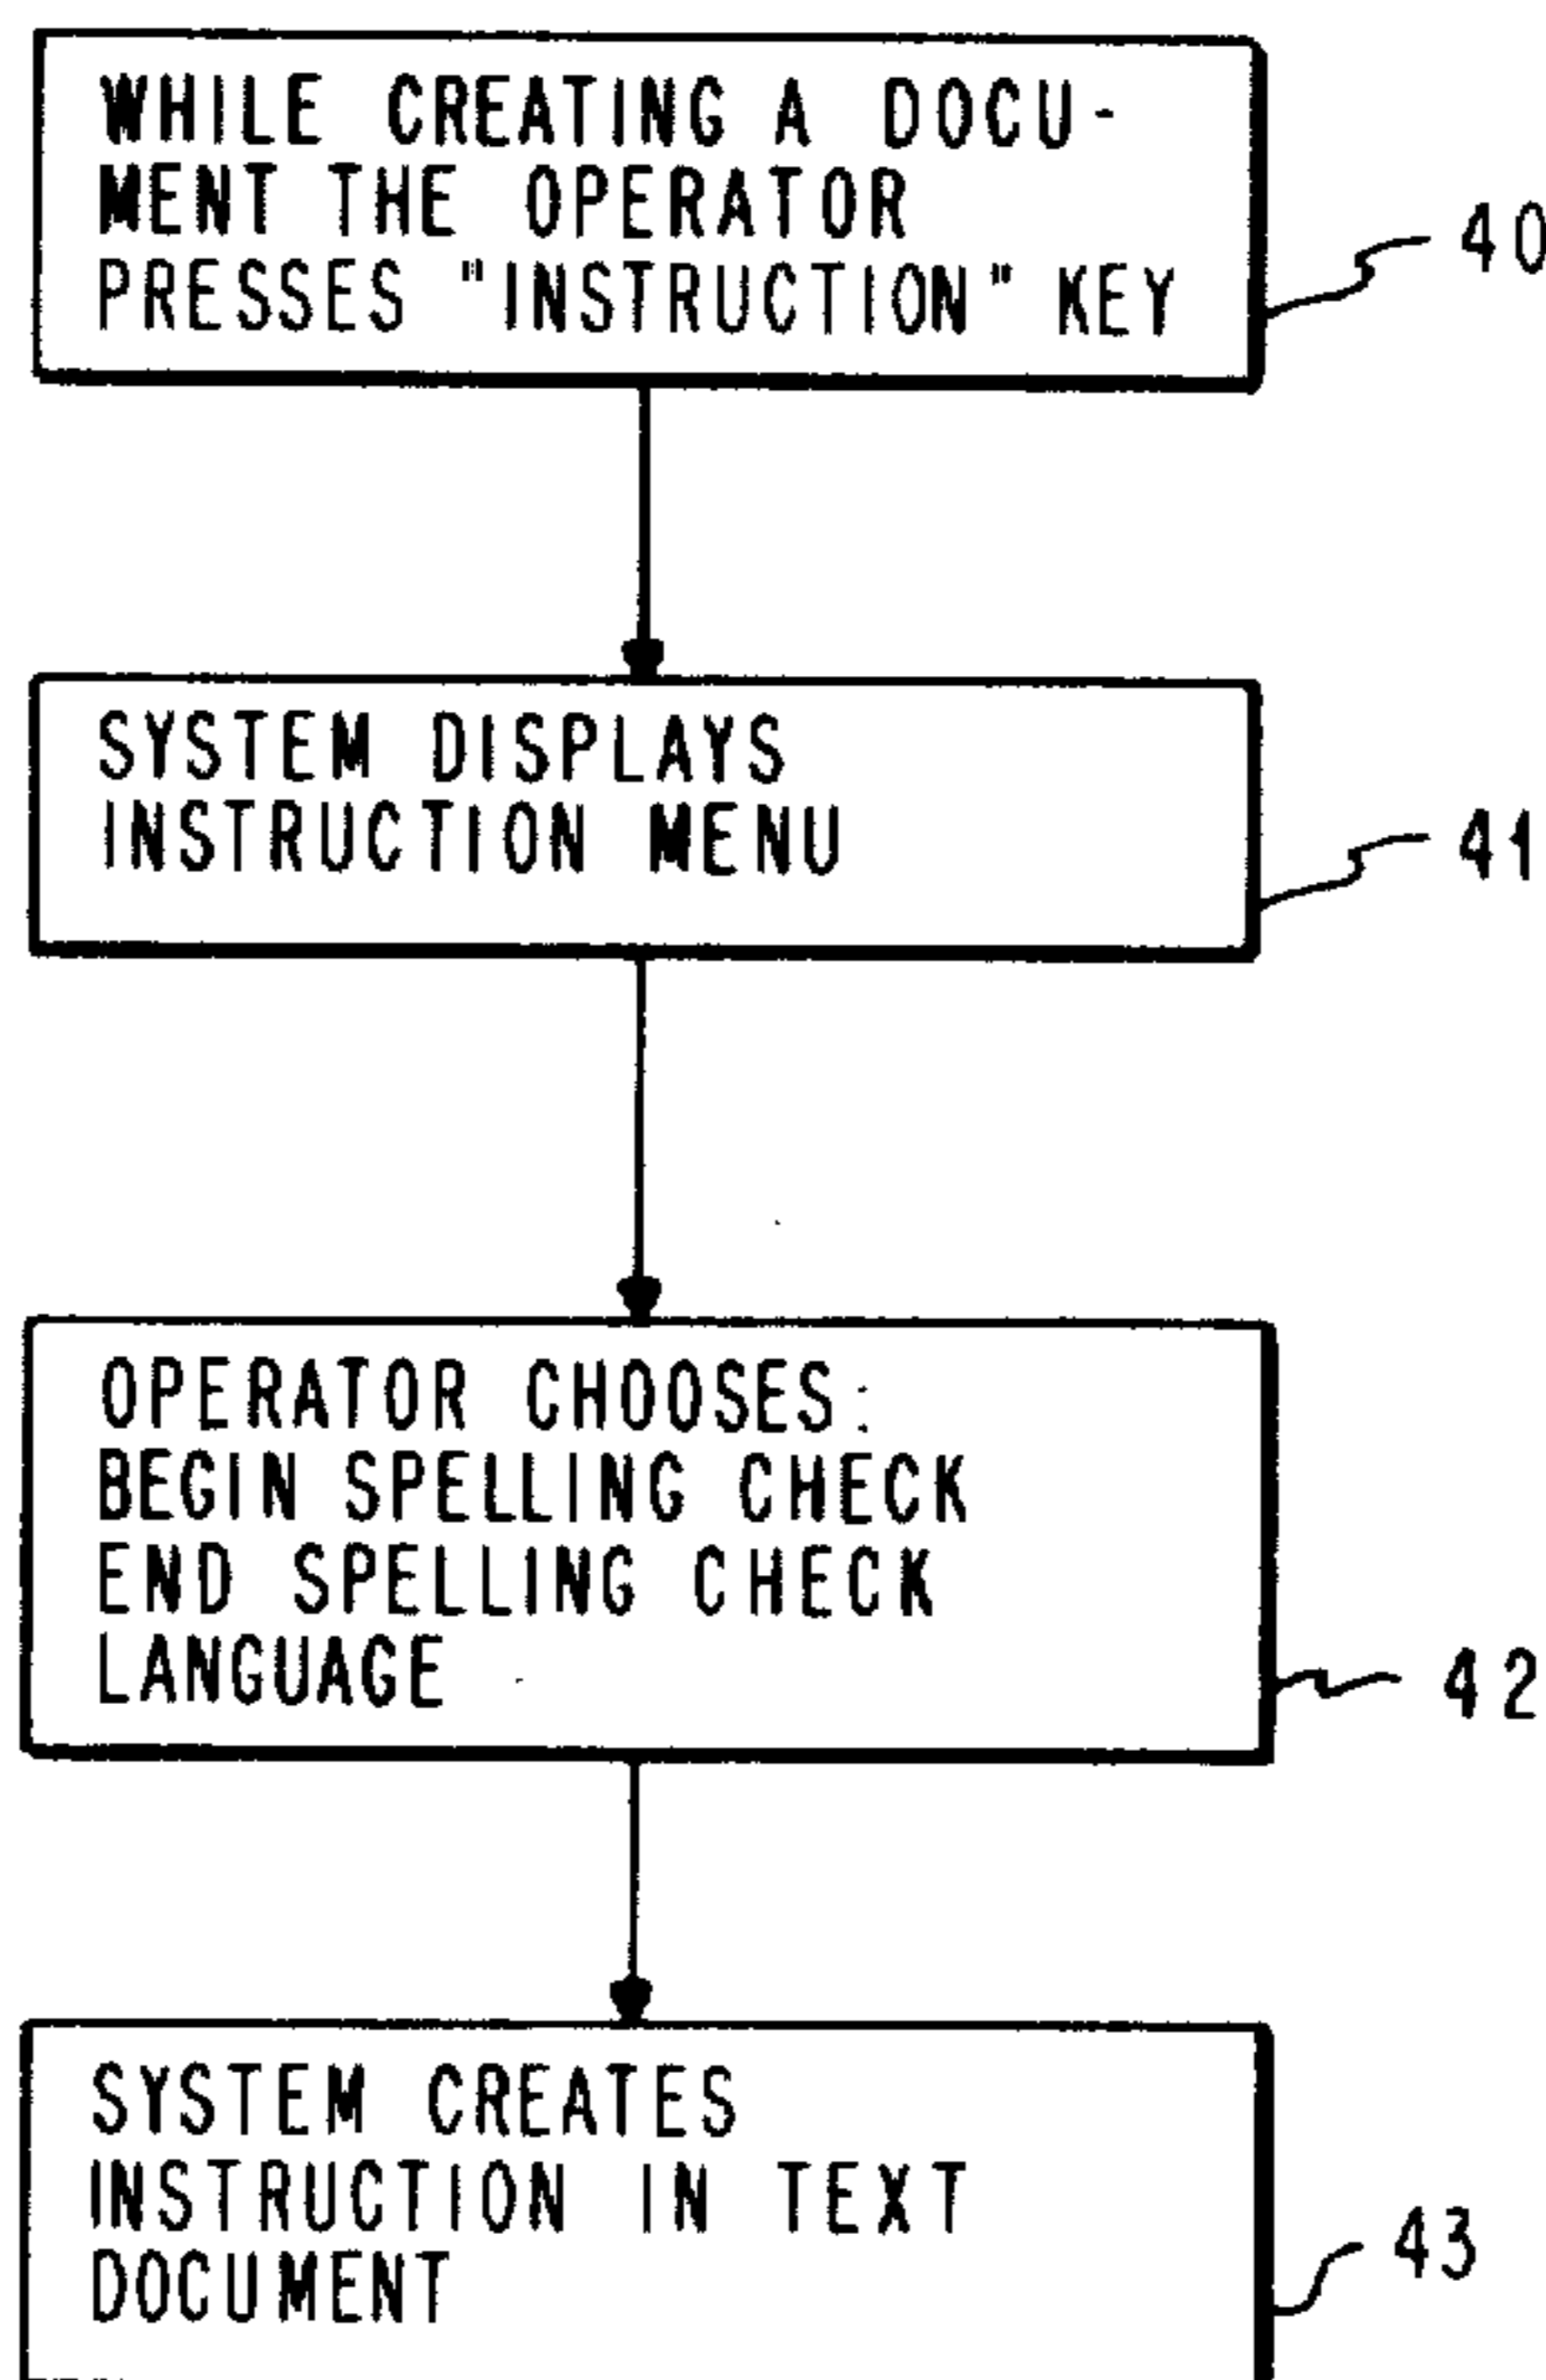 WHILE CREATING A DOCU-
MENT THE OPERATOR
PRESSES "INSTRUCTION" KEY
40
SYSTEM DISPLAYS
INSTRUCTION MENU
41
OPERATOR CHOOSES:
BEGIN SPELLING CHECK
END SPELLING CHECK
LANGUAGE
42
SYSTEM CREATES
INSTRUCTION IN TEXT
DOCUMENT
43